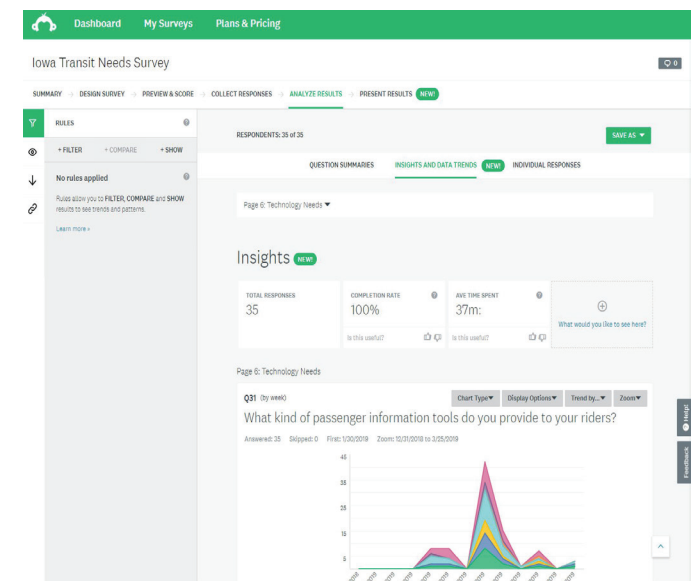 Dashboard My Surveys Plans & Pricing
Iowa Transit Needs Survey
0
SUMMARY DESIGN SURVEY PREVIEW & SCORE COLLECT RESPONSES ANALYZE RESULTS PRESENT RESULTS NEW!
RULES
+ FILTER + COMPARE + SHOW
No rules applied
Rules allow you to FILTER, COMPARE and SHOW
results to see trends and patterns.
Learn more »
RESPONDENTS: 35 of 35
SAVE AS
QUESTION SUMMARIES INSIGHTS AND DATA TRENDS NEW! INDIVIDUAL RESPONSES
Page 6: Technology Needs
Insights NEW!
TOTAL RESPONSES
35
COMPLETION RATE
100%
Is this useful?
AVE TIME SPENT
37m:
Is this useful?
What would you like to see here?
Page 6: Technology Needs
Q31 (by week)
Chart Type Display Options Trend by... Zoom
What kind of passenger information tools do you provide to your riders?
Answered: 35 Skipped: 0 First: 1/30/2019 Zoom: 12/31/2018 to 3/25/2019
Help!
Feedback